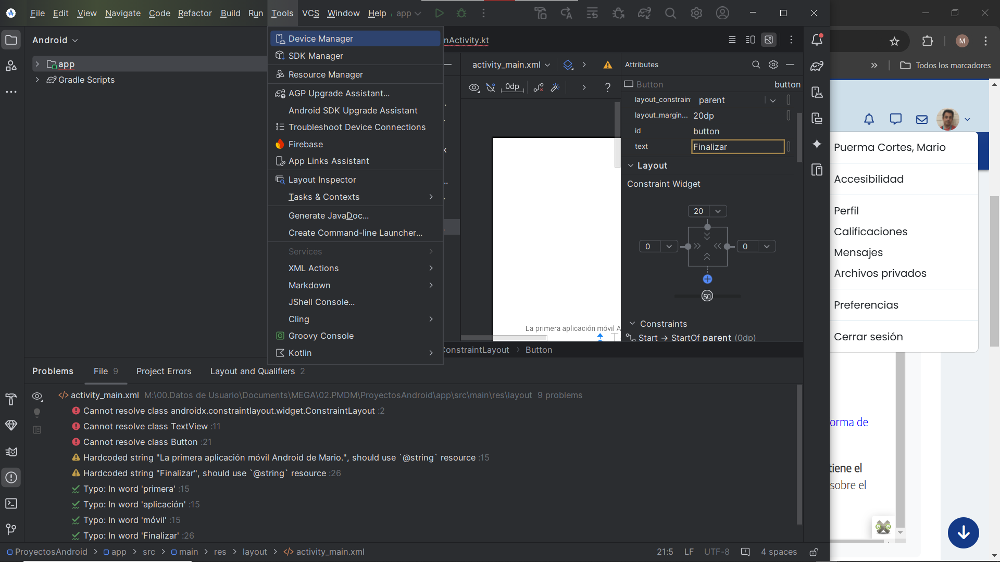 File Edit View Navigate Code Refactor Build Run Tools VCS Window Help app
Android
app
Gradle Scripts
Device Manager
SDK Manager
Resource Manager
AGP Upgrade Assistant...
Android SDK Upgrade Assistant
Troubleshoot Device Connections
Firebase
App Links Assistant
Layout Inspector
Tasks & Contexts
Generate JavaDoc...
Create Command-line Launcher...
Services
XML Actions
Markdown
JShell Console...
Cling
Groovy Console
Kotlin
nActivity.kt
activity_main.xml
0dp
?
La primera aplicación móvil A
ConstraintLayout > Button
Attributes
Button button
layout_constrain parent
layout_margin... 20dp
id button
text Finalizar
Layout
Constraint Widget
20
0 0
50
Constraints
Start → StartOf parent (0dp)
M
Todos los marcadores
Puerma Cortes, Mario
Accesibilidad
Perfil
Calificaciones
Mensajes
Archivos privados
Preferencias
Cerrar sesión
orma de
tiene el
sobre el
Problems File 9 Project Errors Layout and Qualifiers 2
activity_main.xml M:\00.Datos de Usuario\Documents\MEGA\02.PMDM\ProyectosAndroid\app\src\main\res\layout 9 problems
Cannot resolve class androidx.constraintlayout.widget.ConstraintLayout :2
Cannot resolve class TextView :11
Cannot resolve class Button :21
Hardcoded string "La primera aplicación móvil Android de Mario.", should use `@string` resource :15
Hardcoded string "Finalizar", should use `@string` resource :26
Typo: In word 'primera' :15
Typo: In word 'aplicación' :15
Typo: In word 'móvil' :15
Typo: In word 'Finalizar' :26
ProyectosAndroid > app > src > main > res > layout > activity_main.xml 21:5 LF UTF-8 4 spaces